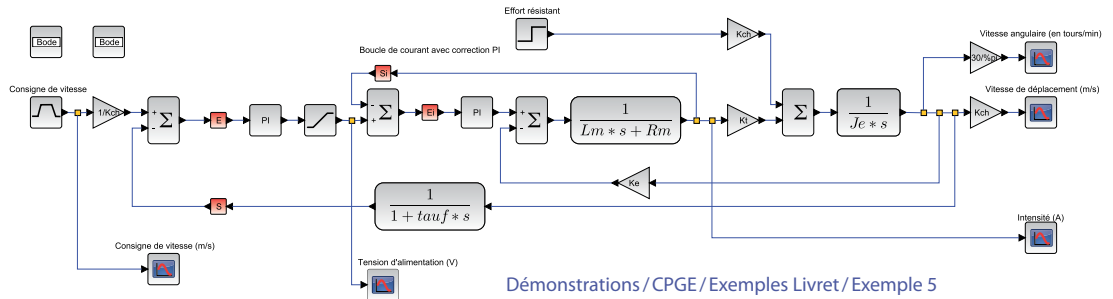 Effort résistant
Bode
Bode
Kch
Vitesse angulaire (en tours/min)
30/%pi
Boucle de courant avec correction PI
Si
Consigne de vitesse
Vitesse de déplacement (m/s)
1/Kch
+
-
Σ
E
PI
-
+
Σ
Ei
PI
+
-
Σ
1
Lm * s + Rm
Kt
Σ
1
Je * s
Kch
Ke
S
1
1 + tauf * s
Intensité (A)
Consigne de vitesse (m/s)
Tension d'alimentation (V)
Démonstrations / CPGE / Exemples Livret / Exemple 5